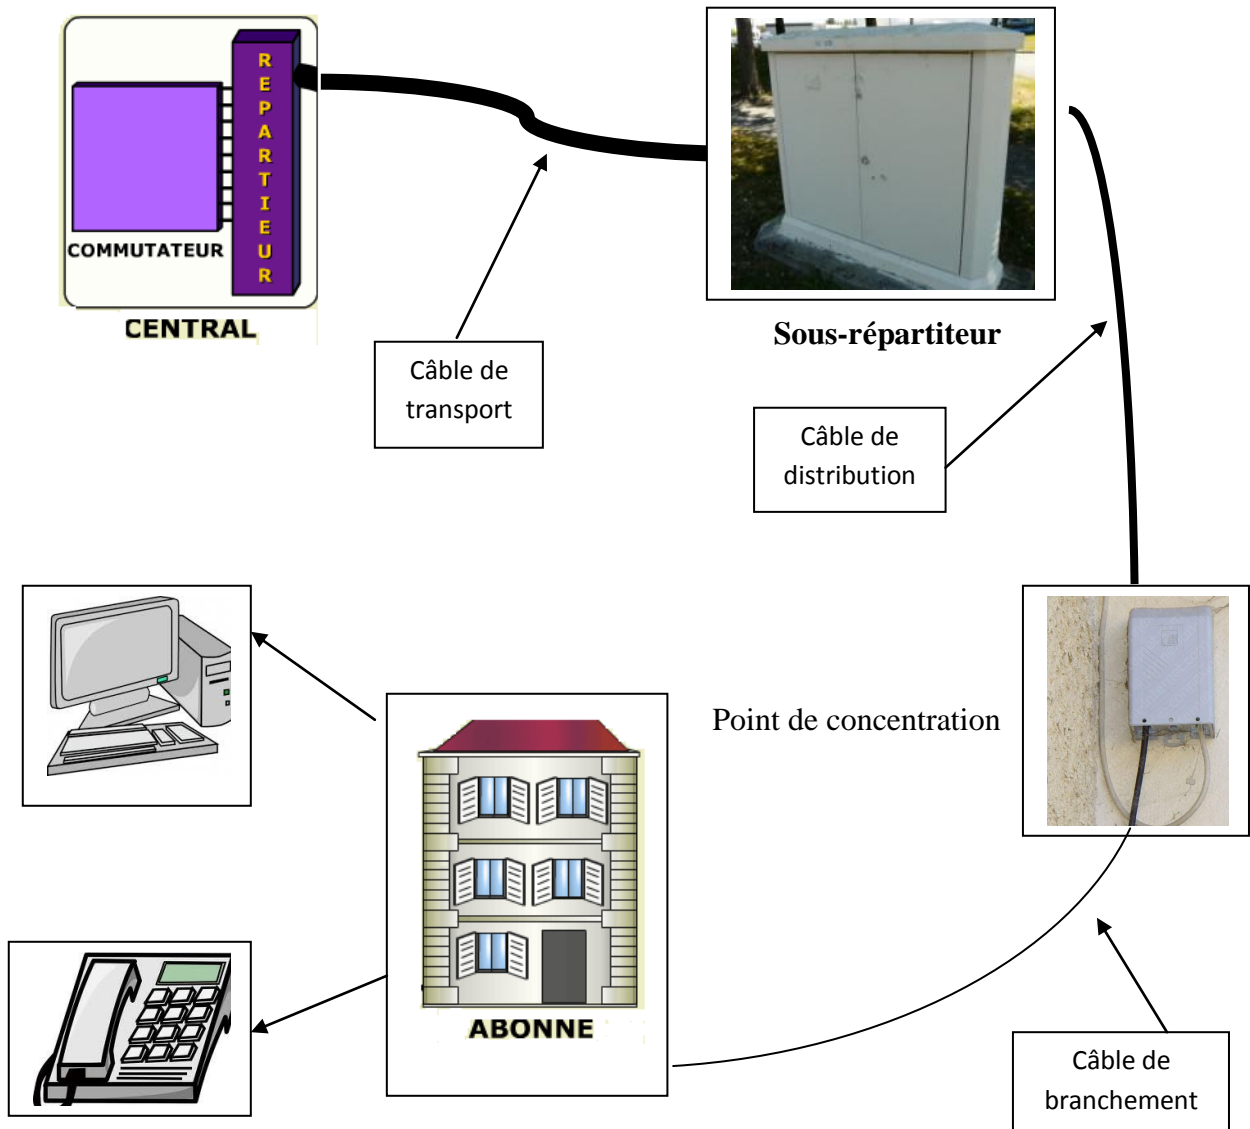 REPARTIEUR
COMMUTATEUR
CENTRAL
Sous-répartiteur
Câble de
transport
Câble de
distribution
Point de concentration
ABONNE
Câble de
branchement